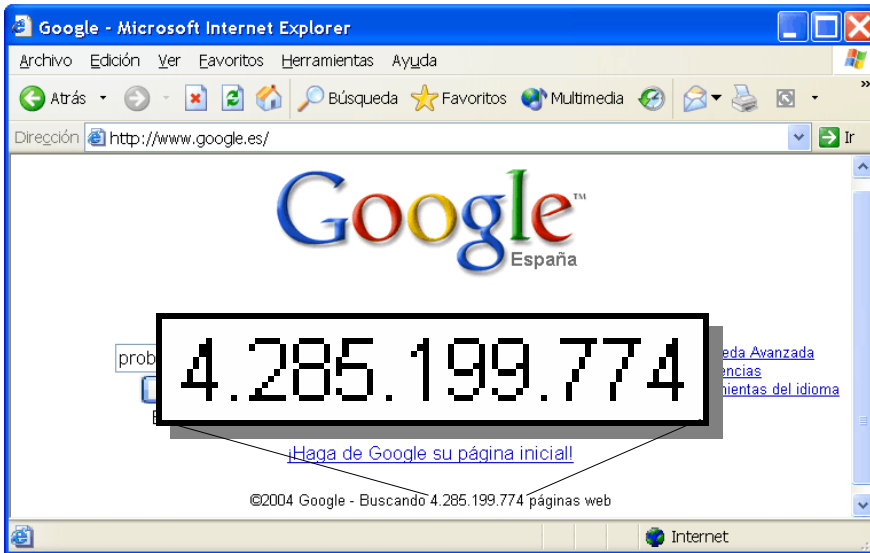 Google - Microsoft Internet Explorer
Archivo Edición Ver Favoritos Herramientas Ayuda
Atrás Búsqueda Favoritos Multimedia »
Dirección http://www.google.es/ Ir
Google™
España
4.285.199.774
prob
eda Avanzada
encias
mientas del idioma
¡Haga de Google su página inicial!
©2004 Google - Buscando 4.285.199.774 páginas web
Internet